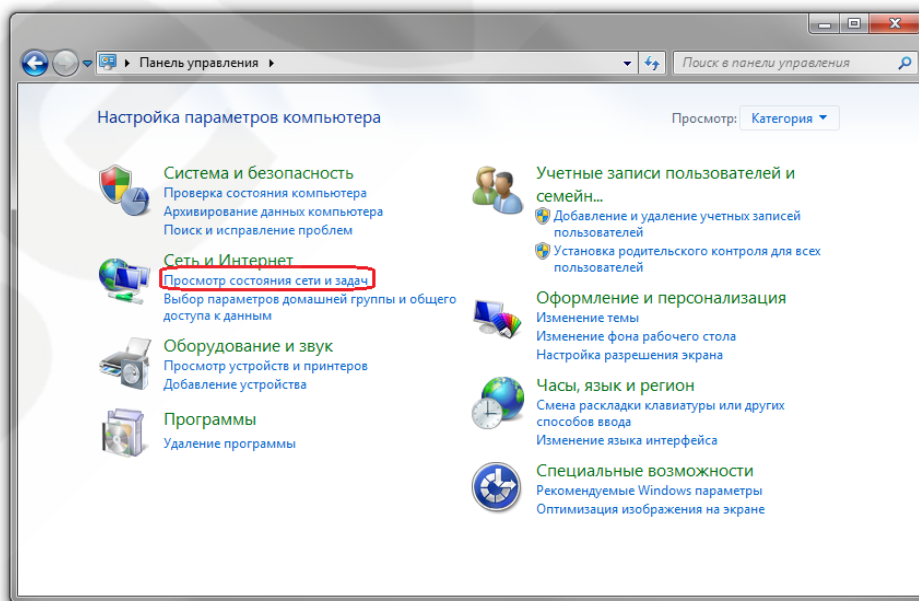 Панель управления
Поиск в панели управления
Настройка параметров компьютера
Просмотр: Категория
Система и безопасность
Проверка состояния компьютера
Архивирование данных компьютера
Поиск и исправление проблем
Сеть и Интернет
Просмотр состояния сети и задач
Выбор параметров домашней группы и общего
доступа к данным
Оборудование и звук
Просмотр устройств и принтеров
Добавление устройства
Программы
Удаление программы
Учетные записи пользователей и
семейн...
Добавление и удаление учетных записей
пользователей
Установка родительского контроля для всех
пользователей
Оформление и персонализация
Изменение темы
Изменение фона рабочего стола
Настройка разрешения экрана
Часы, язык и регион
Смена раскладки клавиатуры или других
способов ввода
Изменение языка интерфейса
Специальные возможности
Рекомендуемые Windows параметры
Оптимизация изображения на экране